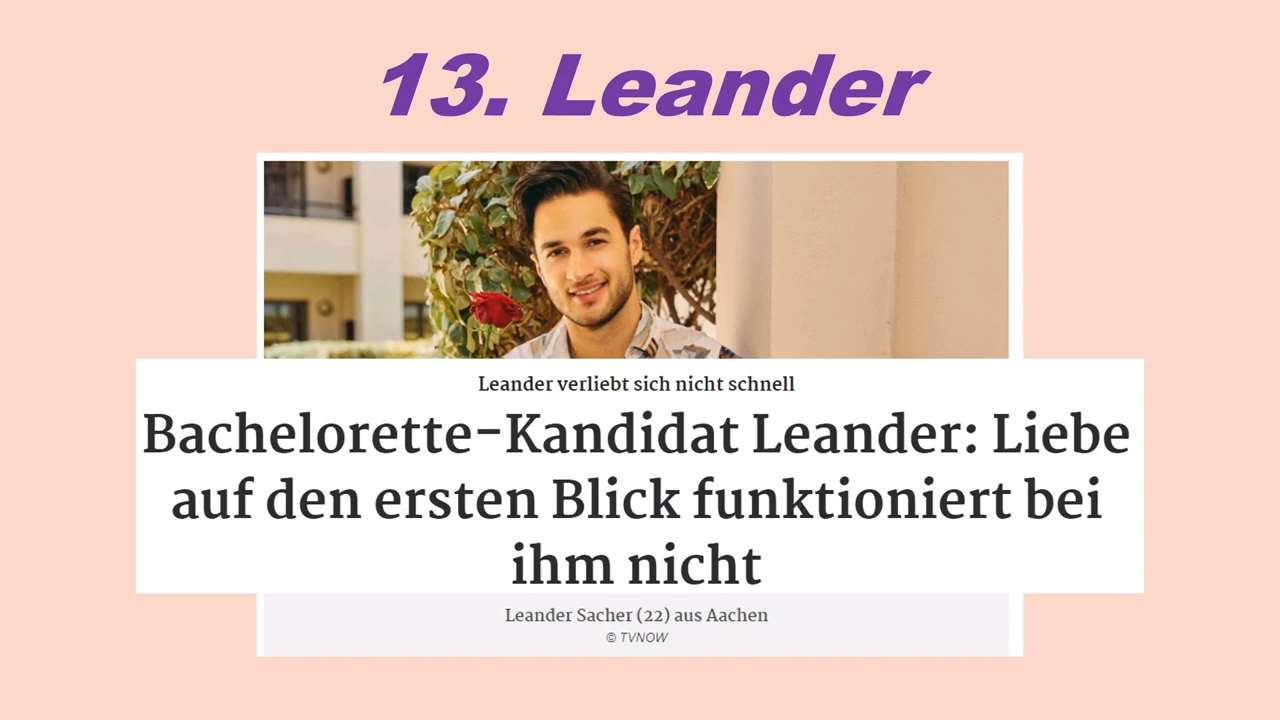 13. Leander
Leander verliebt sich nicht schnell
Bachelorette-Kandidat Leander: Liebe
auf den ersten Blick funktioniert bei
ihm nicht
Leander Sacher (22) aus Aachen
© TVNOW